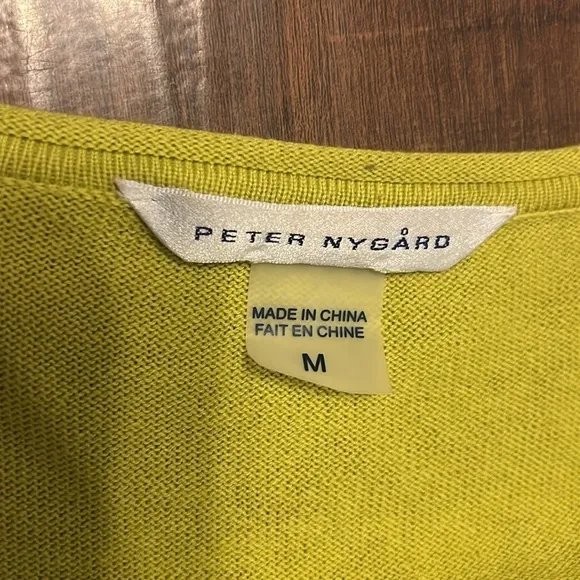 PETER NYGÅRD
MADE IN CHINA
FAIT EN CHINE
M